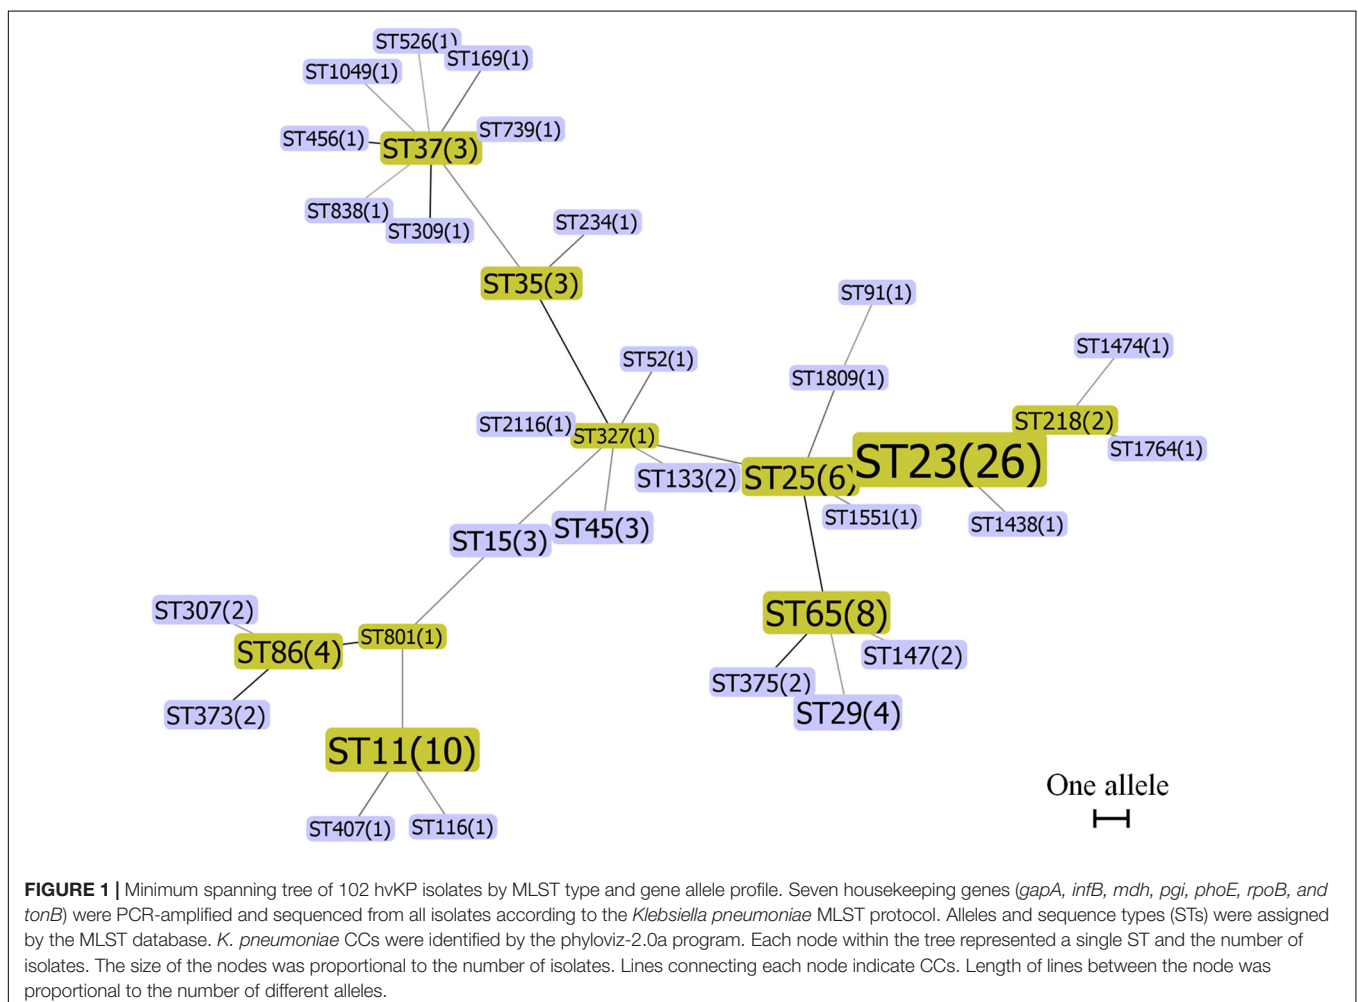 ST526(1)
ST169(1)
ST1049(1)
ST739(1)
ST456(1)
ST37(3)
ST838(1)
ST309(1)
ST234(1)
ST35(3)
ST91(1)
ST1474(1)
ST52(1)
ST1809(1)
ST218(2)
ST2116(1)
ST327(1)
ST1764(1)
ST23(26)
ST133(2)
ST25(6)
ST1551(1)
ST1438(1)
ST45(3)
ST15(3)
ST307(2)
ST65(8)
ST801(1)
ST86(4)
ST147(2)
ST375(2)
ST373(2)
ST29(4)
ST11(10)
One allele
ST407(1)
ST116(1)
FIGURE 1 | Minimum spanning tree of 102 hvKP isolates by MLST type and gene allele profile. Seven housekeeping genes (gapA, infB, mdh, pgi, phoE, rpoB, and
tonB) were PCR-amplified and sequenced from all isolates according to the Klebsiella pneumoniae MLST protocol. Alleles and sequence types (STs) were assigned
by the MLST database. K. pneumoniae CCs were identified by the phyloviz-2.0a program. Each node within the tree represented a single ST and the number of
isolates. The size of the nodes was proportional to the number of isolates. Lines connecting each node indicate CCs. Length of lines between the node was
proportional to the number of different alleles.